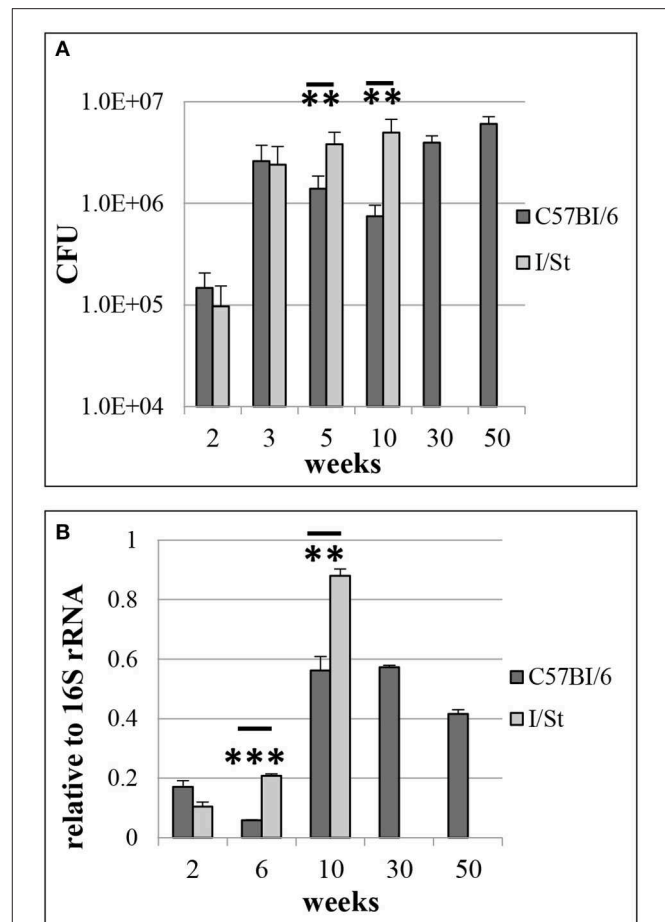 A
** **
1.0E+07
1.0E+06
1.0E+05
1.0E+04
CFU
C57Bl/6
I/St
2 3 5 10 30 50
weeks
B
**
***
1
0.8
0.6
0.4
0.2
0
relative to 16S rRNA
C57Bl/6
I/St
2 6 10 30 50
weeks